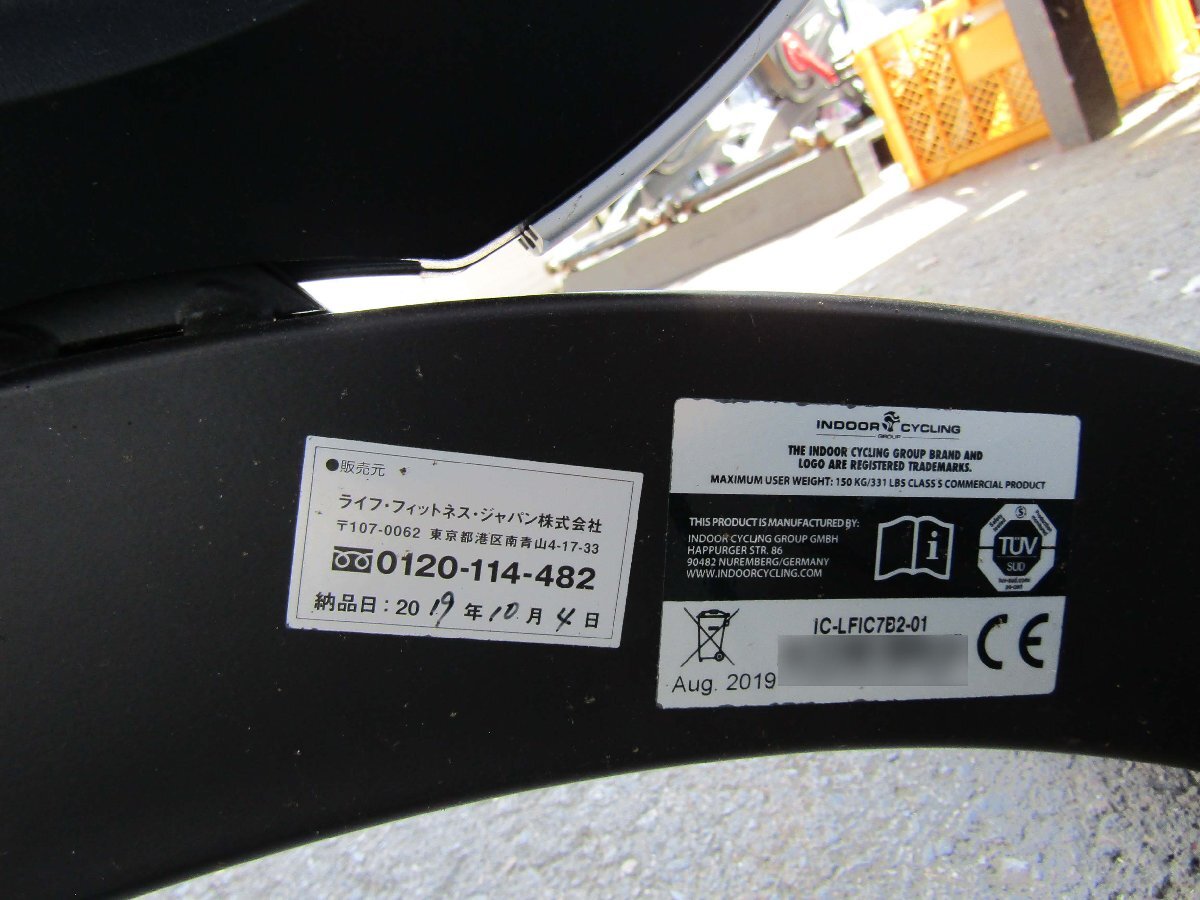 ●販売元
ライフ・フィットネス・ジャパン株式会社
〒107-0062 東京都港区南青山4-17-33
0120-114-482
納品日：2019年10月4日
INDOOR CYCLING
GROUP
THE INDOOR CYCLING GROUP BRAND AND
LOGO ARE REGISTERED TRADEMARKS.
MAXIMUM USER WEIGHT: 150 KG/331 LBS CLASS S COMMERCIAL PRODUCT
THIS PRODUCT IS MANUFACTURED BY:
INDOOR CYCLING GROUP GMBH
HAPPURGER STR. 86
90482 NUREMBERG/GERMANY
WWW.INDOORCYCLING.COM
i
S
TÜV
SUD
IC-LFIC7B2-01
Aug. 2019
CE